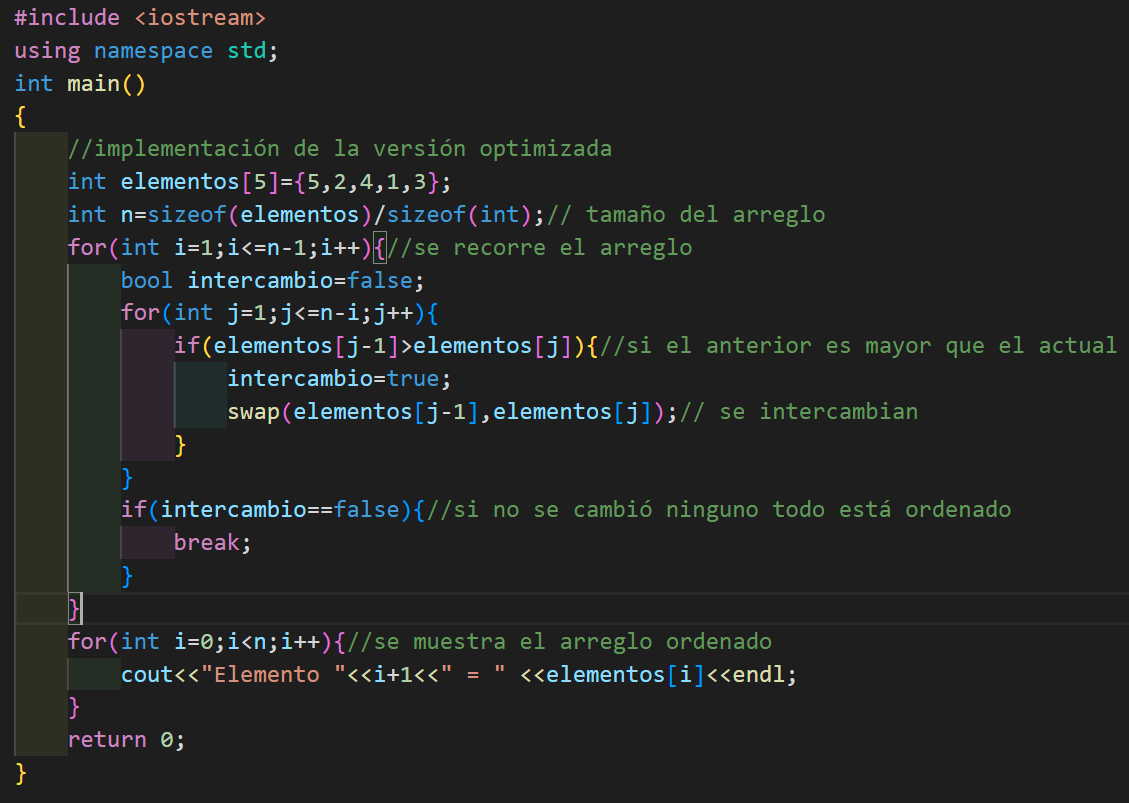 #include <iostream>
using namespace std;
int main()
{
    //implementación de la versión optimizada
    int elementos[5]={5,2,4,1,3};
    int n=sizeof(elementos)/sizeof(int);// tamaño del arreglo
    for(int i=1;i<=n-1;i++){//se recorre el arreglo
        bool intercambio=false;
        for(int j=1;j<=n-i;j++){
            if(elementos[j-1]>elementos[j]){//si el anterior es mayor que el actual
                intercambio=true;
                swap(elementos[j-1],elementos[j]);// se intercambian
            }
        }
        if(intercambio==false){//si no se cambió ninguno todo está ordenado
            break;
        }
    }
    for(int i=0;i<n;i++){//se muestra el arreglo ordenado
        cout<<"Elemento "<<i+1<<" = " <<elementos[i]<<endl;
    }
    return 0;
}